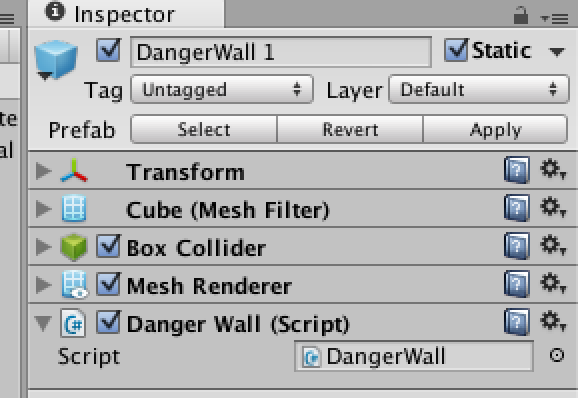 Inspector
DangerWall 1 Static
Tag Untagged Layer Default
te
al
Prefab Select Revert Apply
Transform
Cube (Mesh Filter)
Box Collider
Mesh Renderer
C# Danger Wall (Script)
Script C# DangerWall